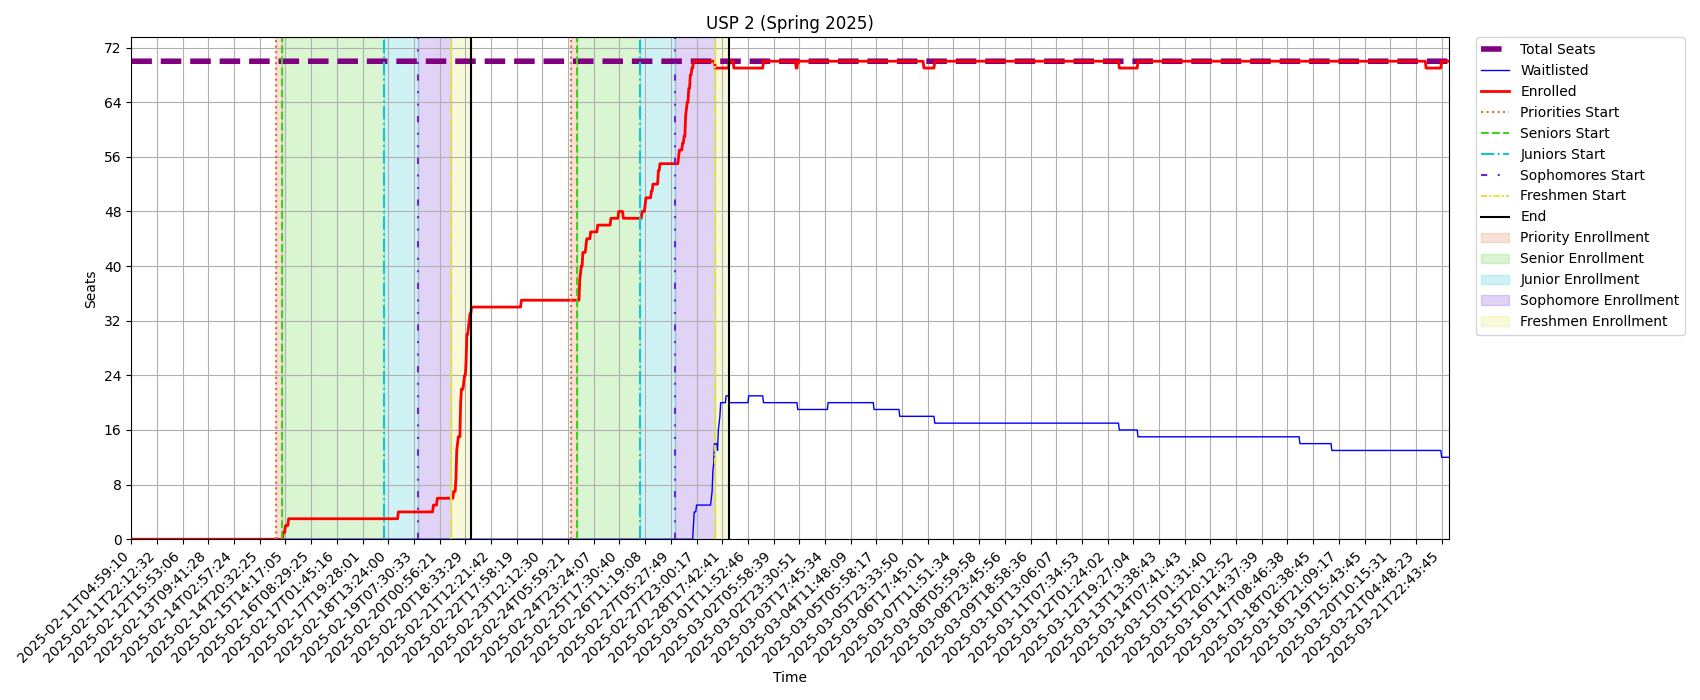 USP 2 (Spring 2025)
72
64
56
48
40
32
24
16
8
0
Seats
2025-02-11T04:59:10
2025-02-11T22:12:32
2025-02-12T15:53:06
2025-02-13T09:41:28
2025-02-14T02:57:24
2025-02-14T20:32:25
2025-02-15T14:17:05
2025-02-16T08:29:25
2025-02-17T01:45:16
2025-02-17T19:28:01
2025-02-18T13:24:00
2025-02-19T07:30:33
2025-02-20T00:56:21
2025-02-20T18:33:29
2025-02-21T12:21:42
2025-02-22T17:58:19
2025-02-23T12:12:30
2025-02-24T05:59:21
2025-02-24T23:24:07
2025-02-25T17:30:40
2025-02-26T11:19:08
2025-02-27T05:27:49
2025-02-27T23:00:17
2025-02-28T17:42:41
2025-03-01T11:52:46
2025-03-02T05:58:39
2025-03-02T23:30:51
2025-03-03T17:45:34
2025-03-04T11:48:09
2025-03-05T05:58:17
2025-03-05T23:33:50
2025-03-06T17:45:01
2025-03-07T11:51:34
2025-03-08T05:59:58
2025-03-08T23:45:56
2025-03-09T18:58:36
2025-03-10T13:06:07
2025-03-11T07:34:53
2025-03-12T01:24:02
2025-03-12T19:27:04
2025-03-13T13:38:43
2025-03-14T07:41:43
2025-03-15T01:31:40
2025-03-15T20:12:52
2025-03-16T14:37:39
2025-03-17T08:46:38
2025-03-18T02:38:45
2025-03-18T21:09:17
2025-03-19T15:43:45
2025-03-20T10:15:31
2025-03-21T04:48:23
2025-03-21T22:43:45
Time
Total Seats
Waitlisted
Enrolled
Priorities Start
Seniors Start
Juniors Start
Sophomores Start
Freshmen Start
End
Priority Enrollment
Senior Enrollment
Junior Enrollment
Sophomore Enrollment
Freshmen Enrollment